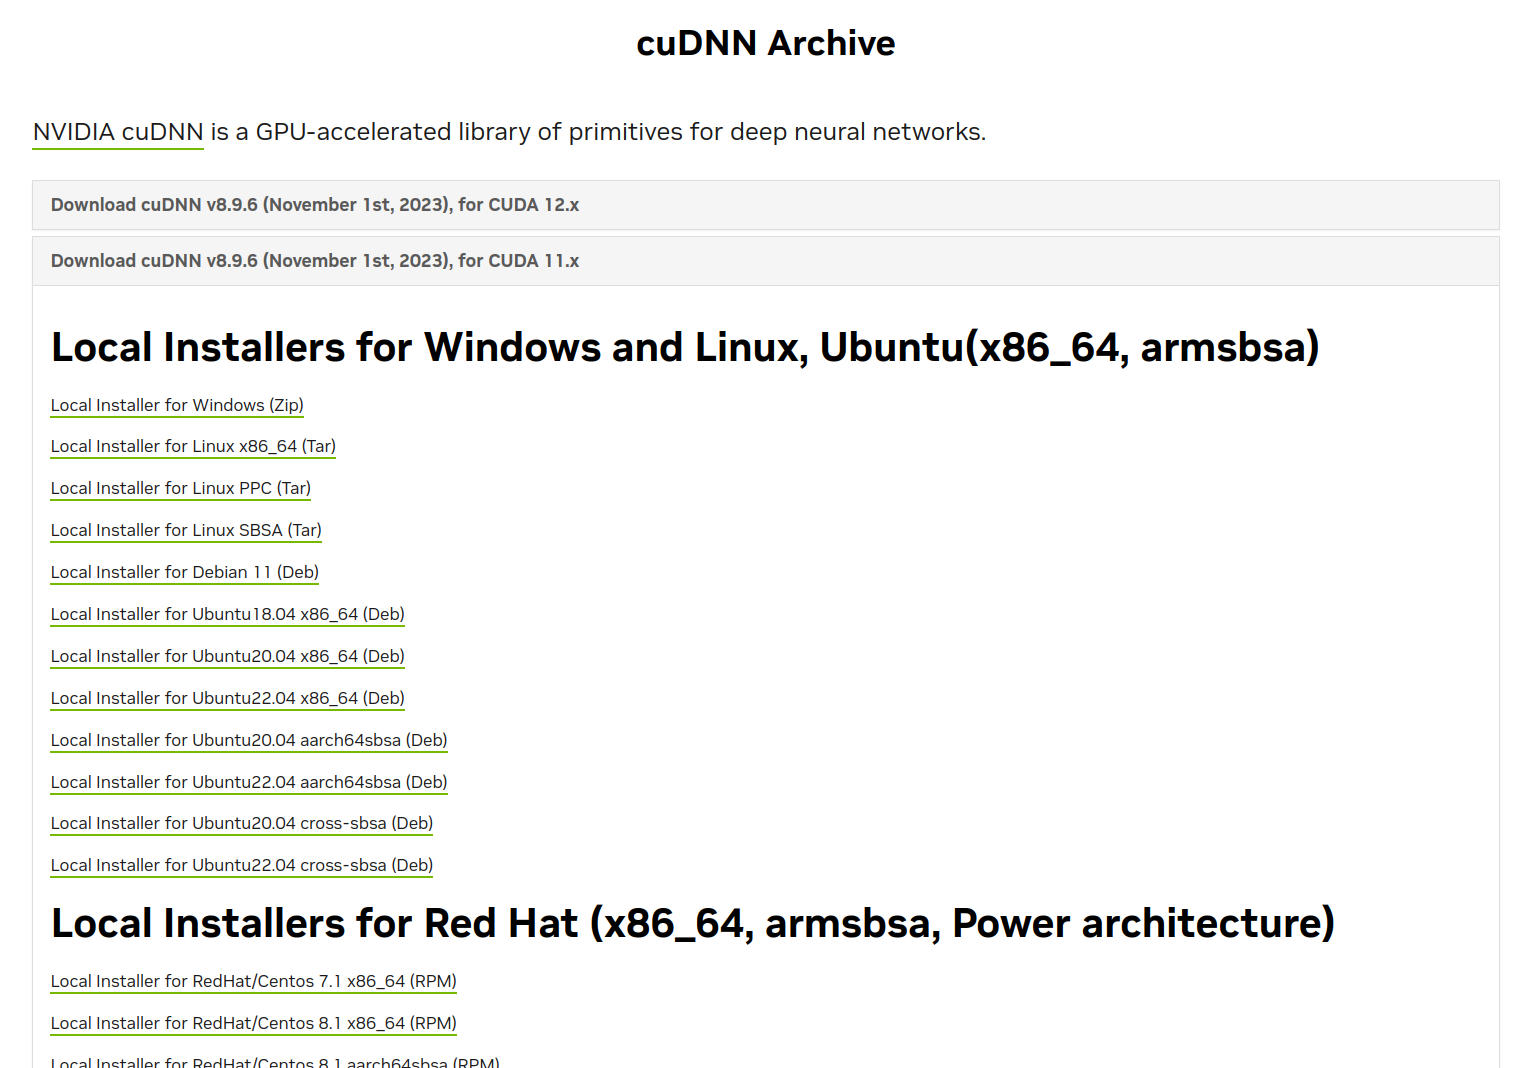 cuDNN Archive
NVIDIA cuDNN is a GPU-accelerated library of primitives for deep neural networks.
Download cuDNN v8.9.6 (November 1st, 2023), for CUDA 12.x
Download cuDNN v8.9.6 (November 1st, 2023), for CUDA 11.x
Local Installers for Windows and Linux, Ubuntu(x86_64, armsbsa)
Local Installer for Windows (Zip)
Local Installer for Linux x86_64 (Tar)
Local Installer for Linux PPC (Tar)
Local Installer for Linux SBSA (Tar)
Local Installer for Debian 11 (Deb)
Local Installer for Ubuntu18.04 x86_64 (Deb)
Local Installer for Ubuntu20.04 x86_64 (Deb)
Local Installer for Ubuntu22.04 x86_64 (Deb)
Local Installer for Ubuntu20.04 aarch64sbsa (Deb)
Local Installer for Ubuntu22.04 aarch64sbsa (Deb)
Local Installer for Ubuntu20.04 cross-sbsa (Deb)
Local Installer for Ubuntu22.04 cross-sbsa (Deb)
Local Installers for Red Hat (x86_64, armsbsa, Power architecture)
Local Installer for RedHat/Centos 7.1 x86_64 (RPM)
Local Installer for RedHat/Centos 8.1 x86_64 (RPM)
Local Installer for RedHat/Centos 8.1 aarch64sbsa (RPM)